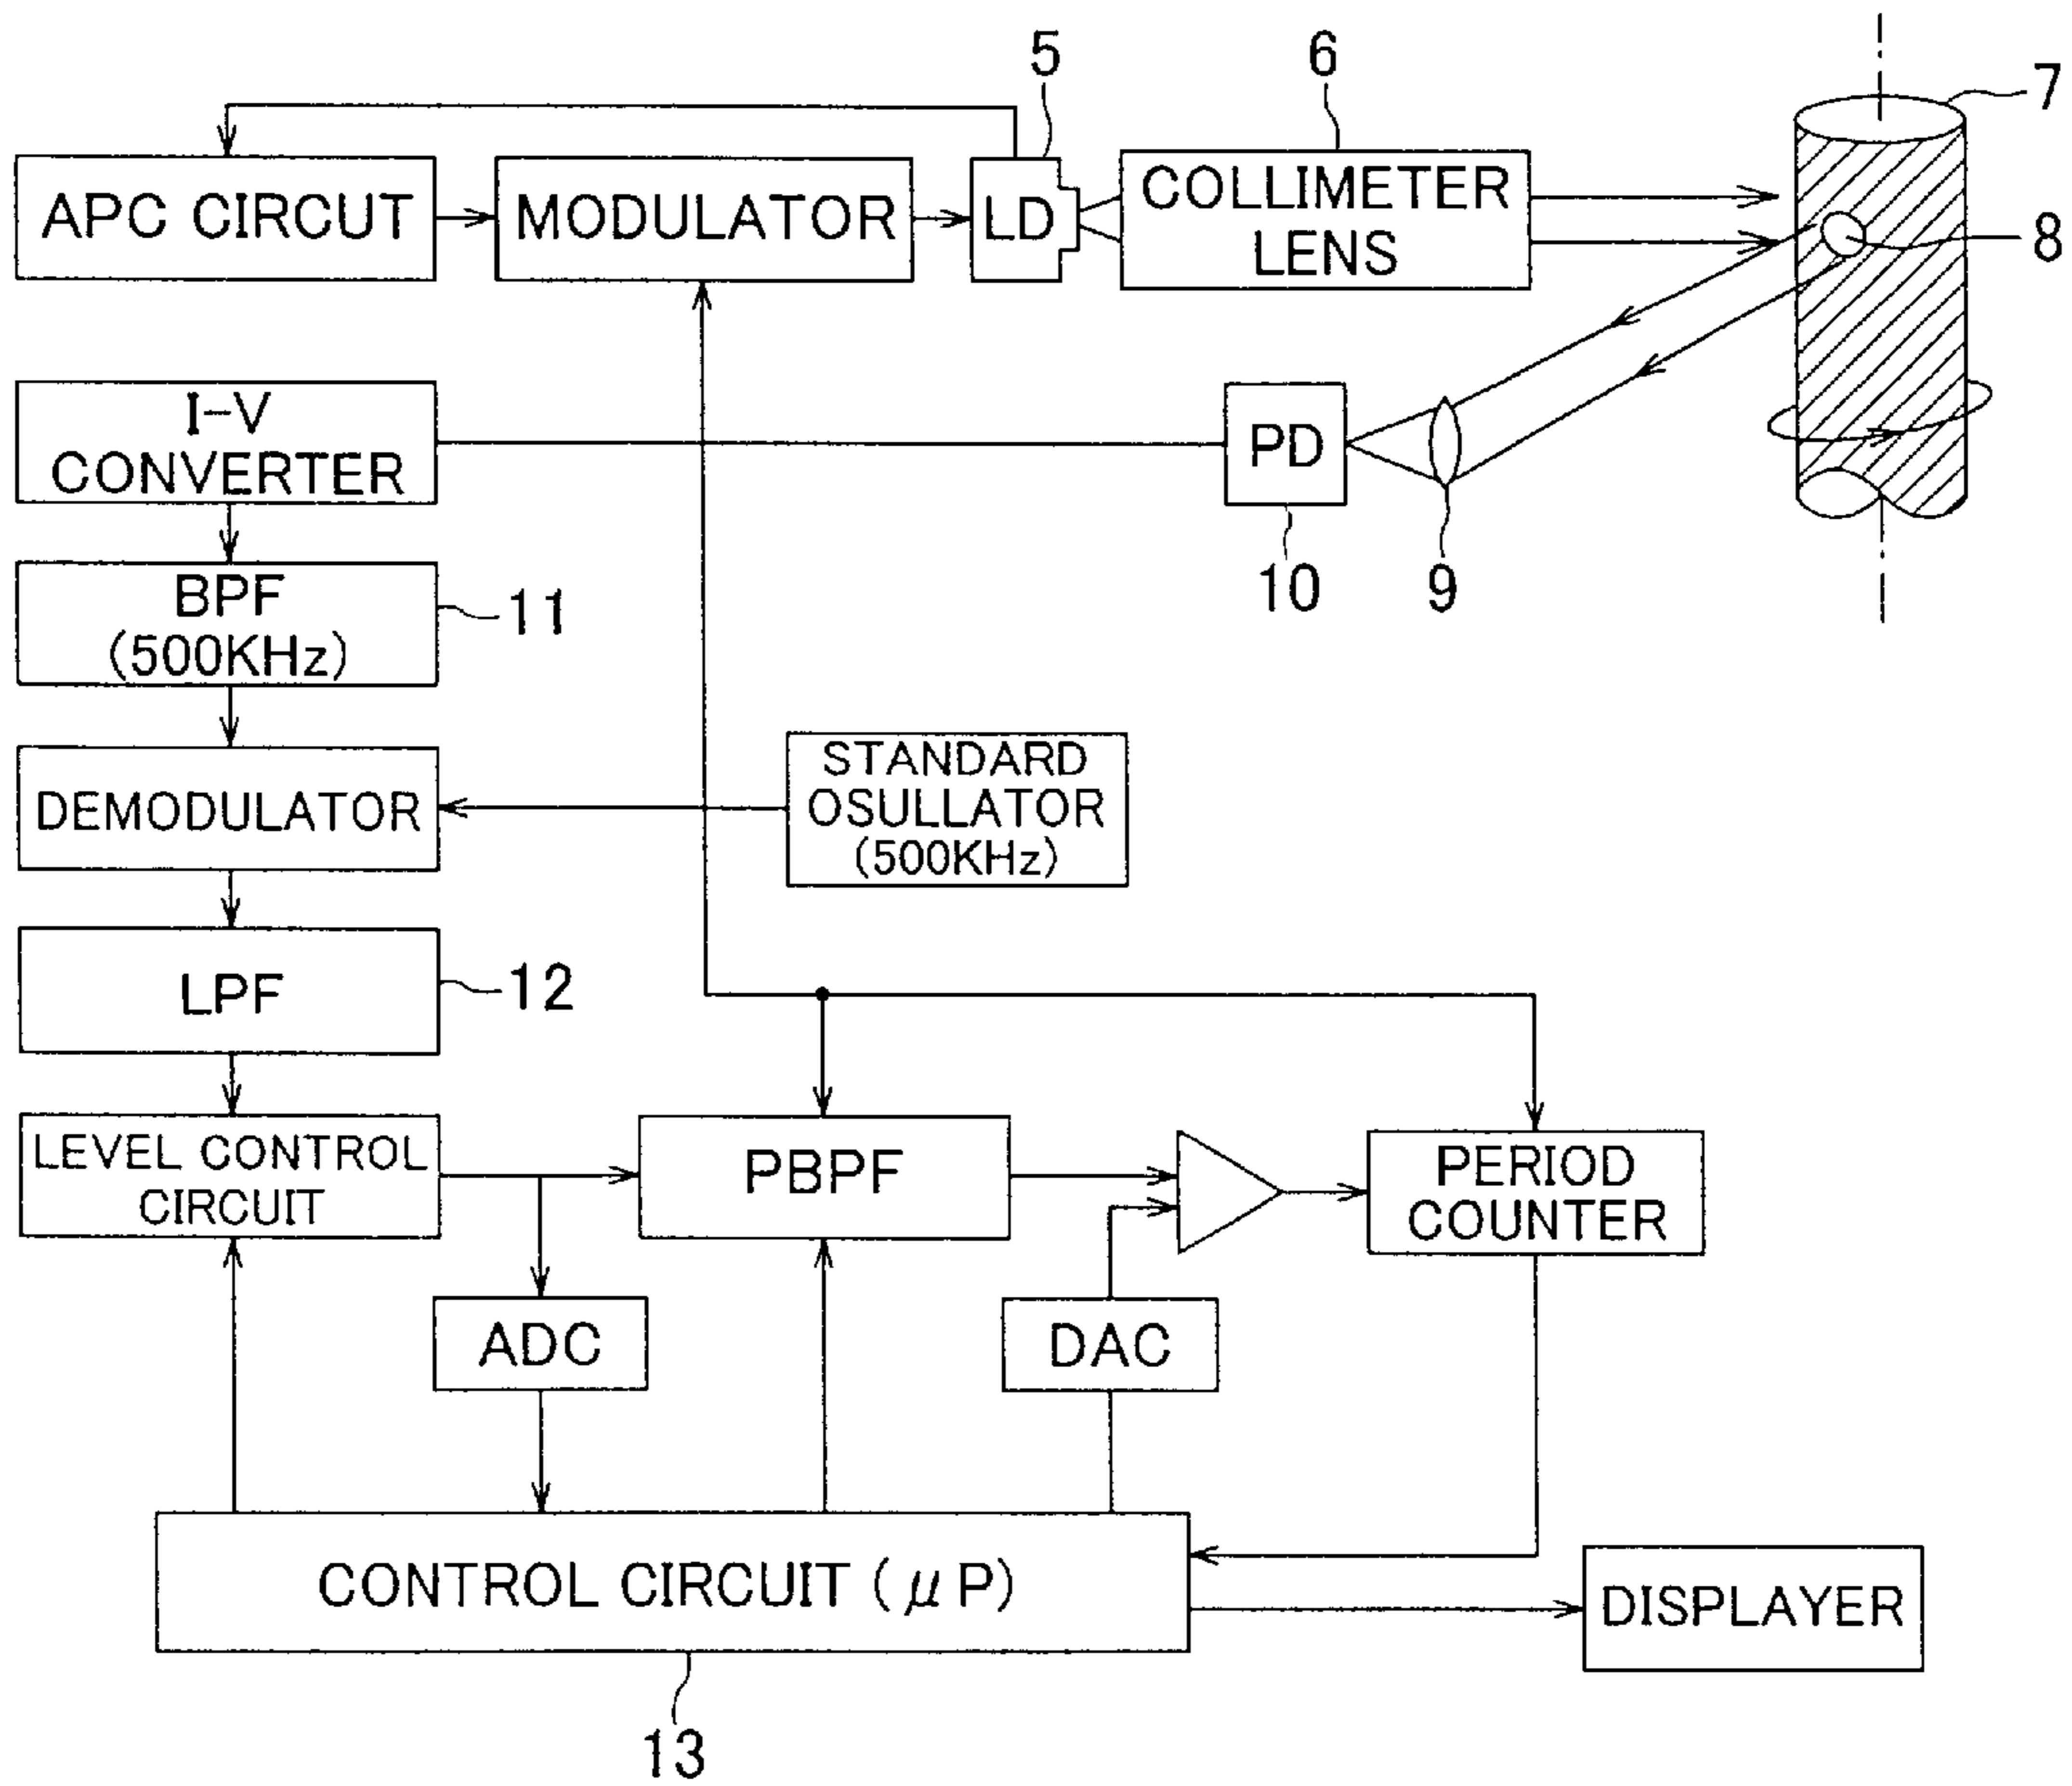 5
6
7
APC CIRCUT
MODULATOR
LD
COLLIMETER
LENS
8
I-V
CONVERTER
PD
10
9
BPF
(500KHz)
11
STANDARD
OSULLATOR
(500KHz)
DEMODULATOR
LPF
12
LEVEL CONTROL
CIRCUIT
PBPF
PERIOD
COUNTER
ADC
DAC
CONTROL CIRCUIT (μP)
DISPLAYER
13